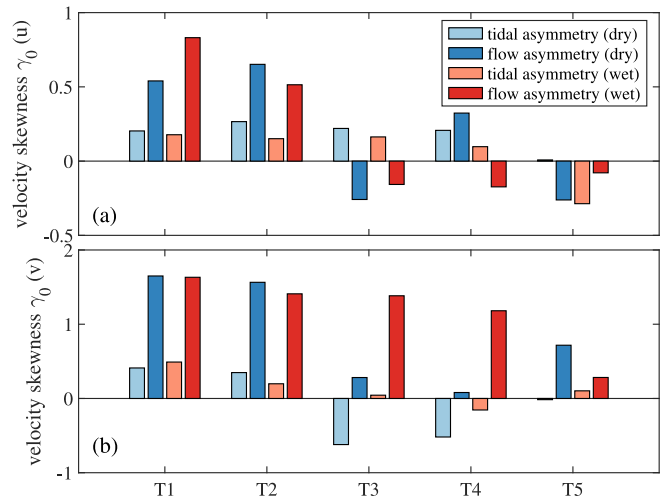 1
tidal asymmetry (dry)
flow asymmetry (dry)
tidal asymmetry (wet)
flow asymmetry (wet)
0.5
0
-0.5
velocity skewness γ0 (u)
(a)
2
1
0
-1
velocity skewness γ0 (v)
(b)
T1 T2 T3 T4 T5